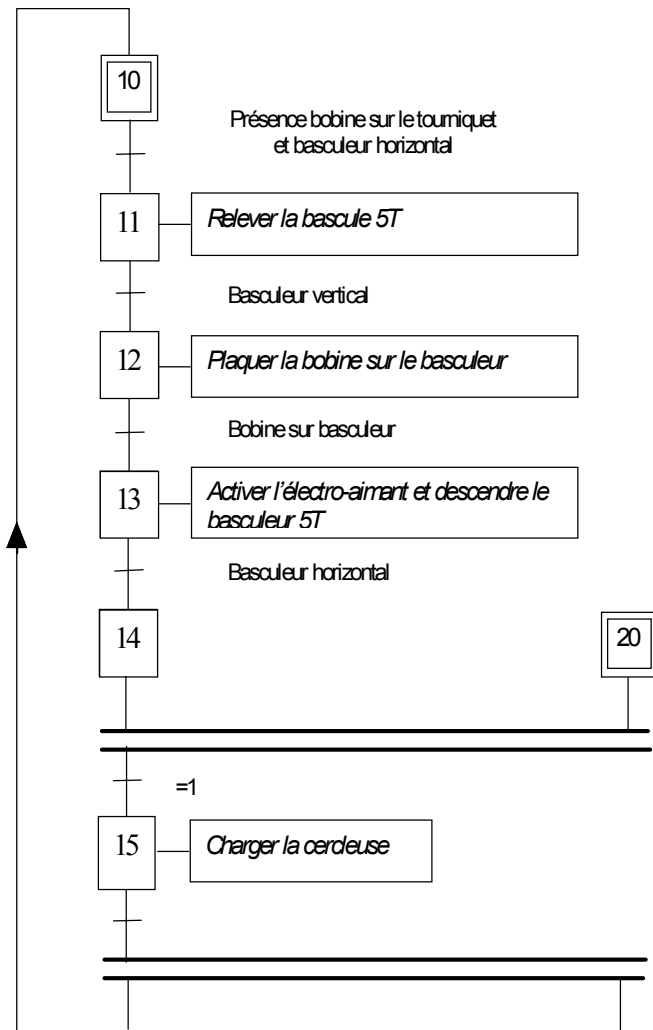 10
Présence bobine sur le tourniquet
et basculeur horizontal
11
Relever la bascule 5T
Basculeur vertical
12
Plaquer la bobine sur le basculeur
Bobine sur basculeur
13
Activer l'électro-aimant et descendre le
basculeur 5T
Basculeur horizontal
14
20
=1
15
Charger la cercleuse